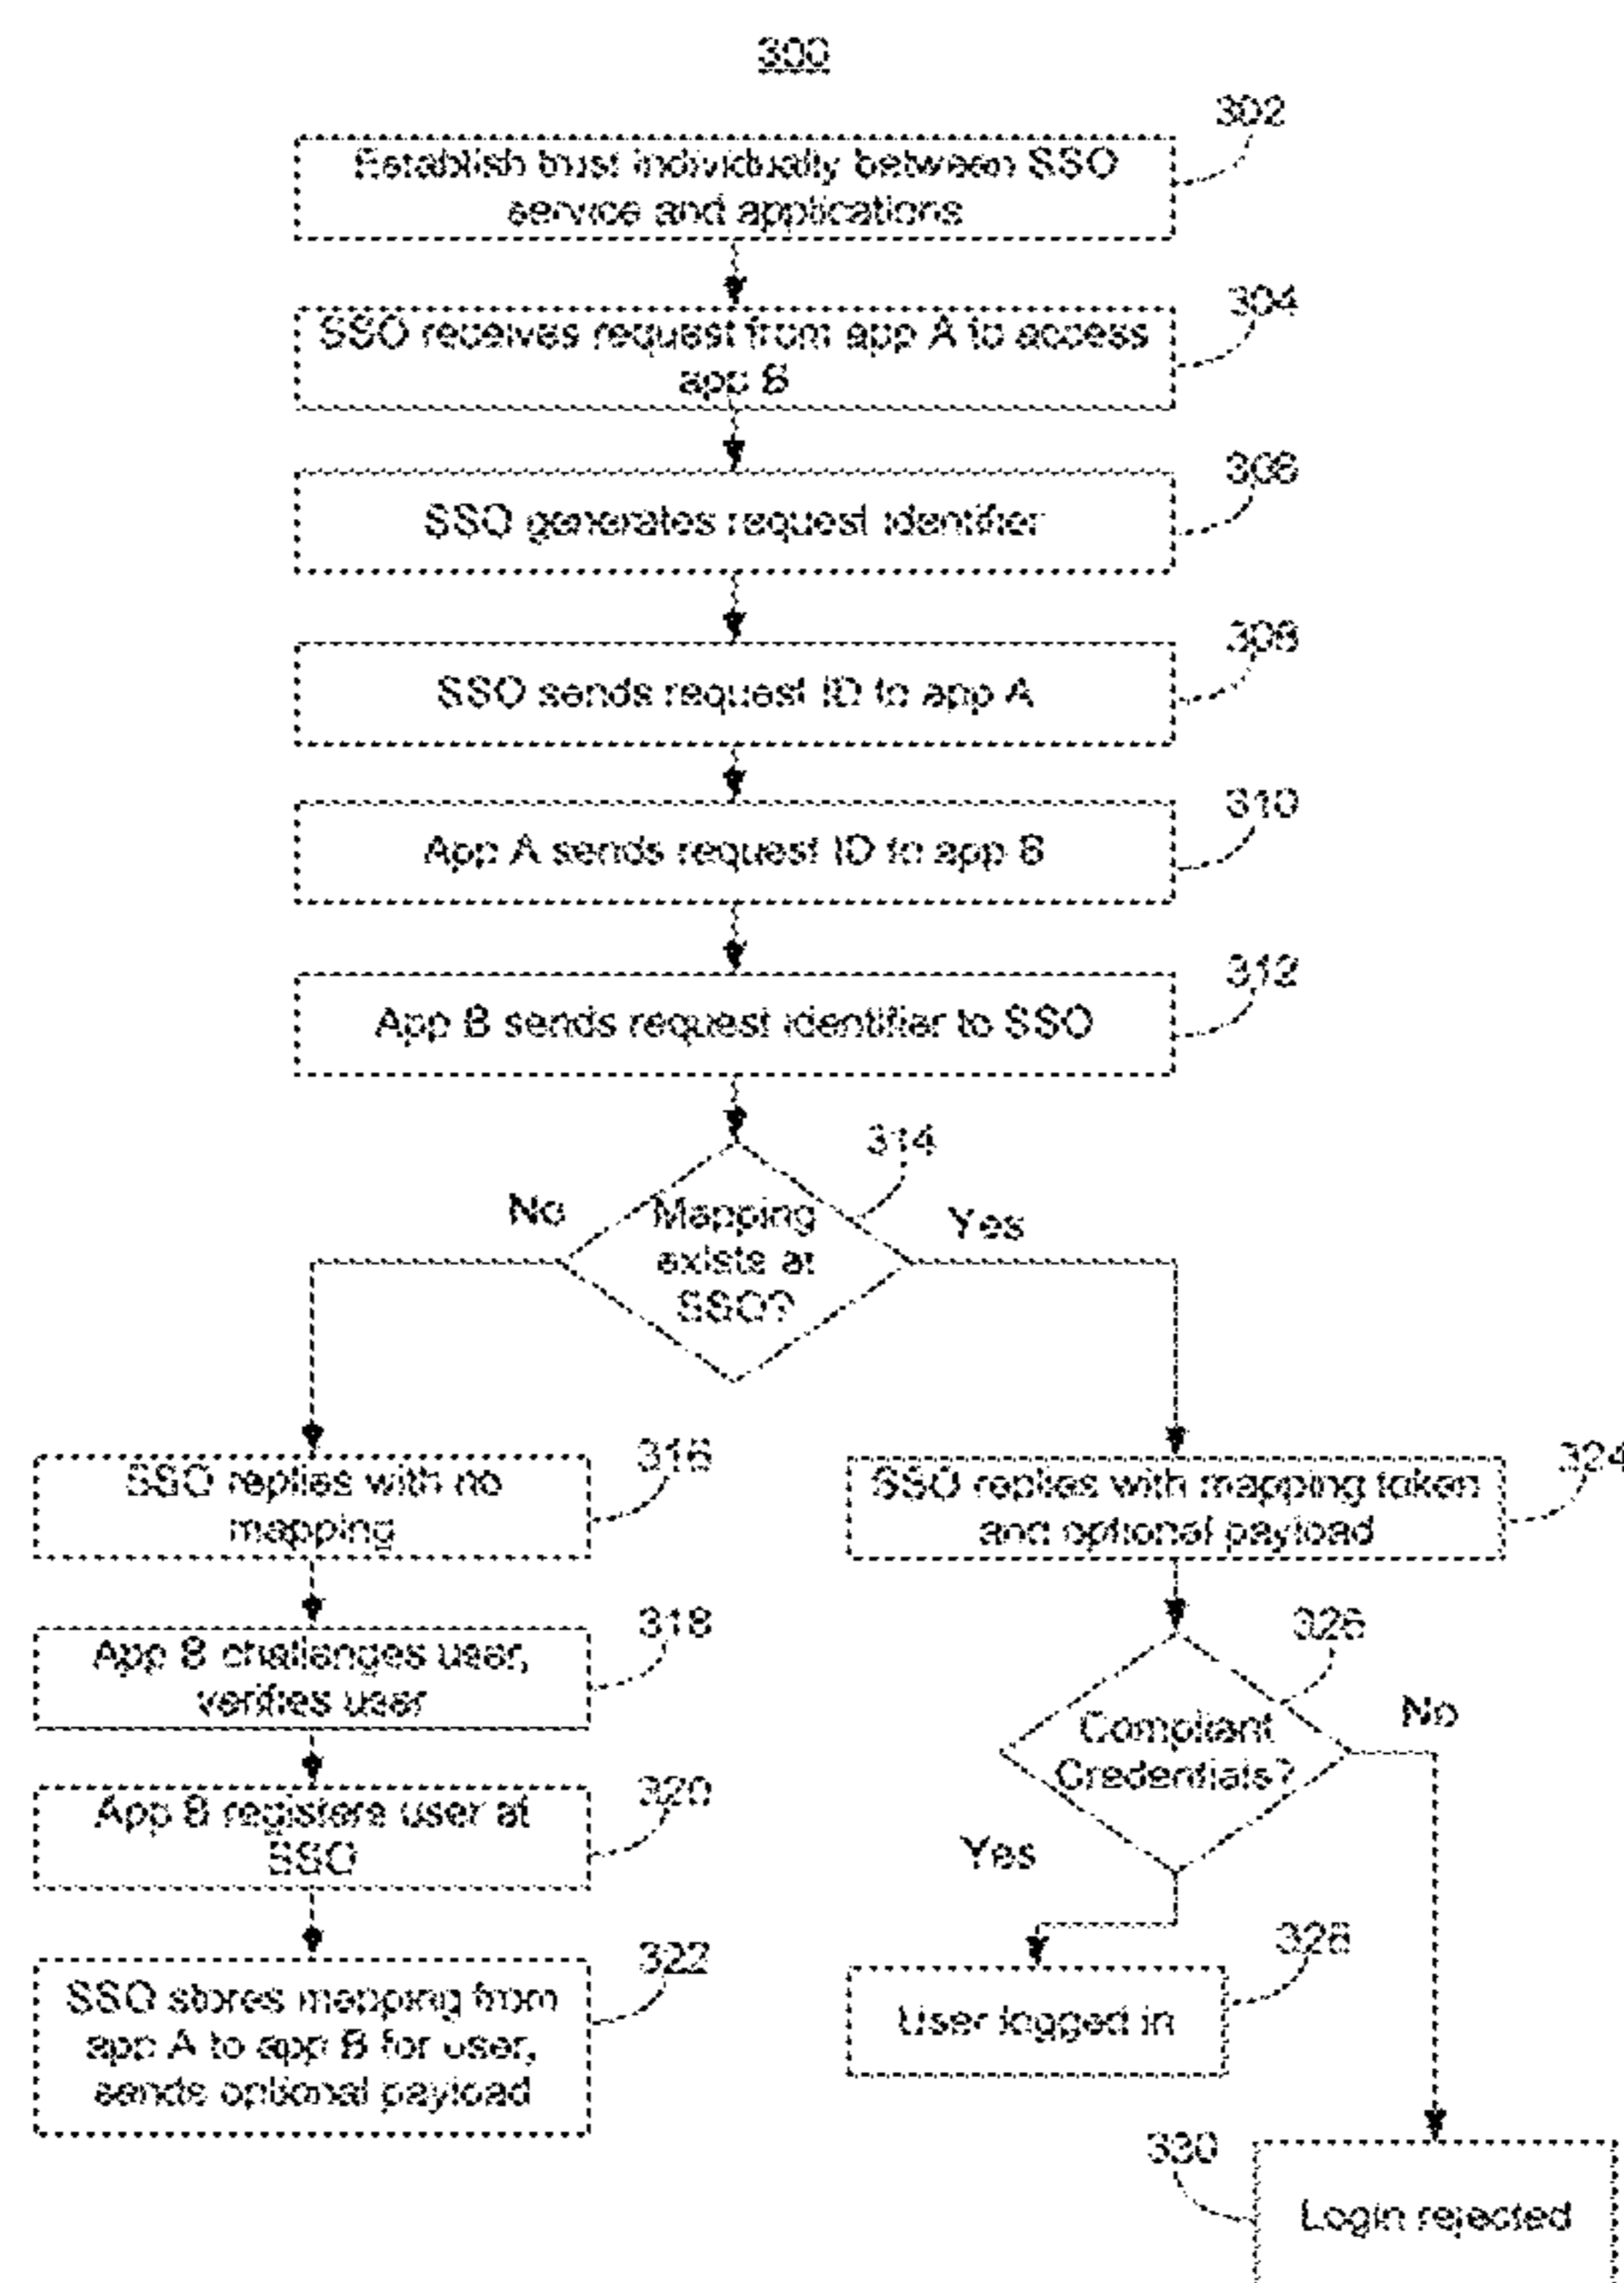 300
302
Establish trust individually between SSO
service and applications
304
SSO receives request from app A to access
app B
306
SSO generates request identifier
308
SSO sends request ID to app A
310
App A sends request ID to app B
312
App B sends request identifier to SSO
314
No
Mapping
exists at
SSO?
Yes
316
SSO replies with no
mapping
324
SSO replies with mapping token
and optional payload
318
App B challenges user,
verifies user
326
Compliant
Credentials?
No
Yes
320
App B registers user at
SSO
328
User logged in
322
SSO stores mapping from
app A to app B for user,
sends optional payload
330
Login rejected